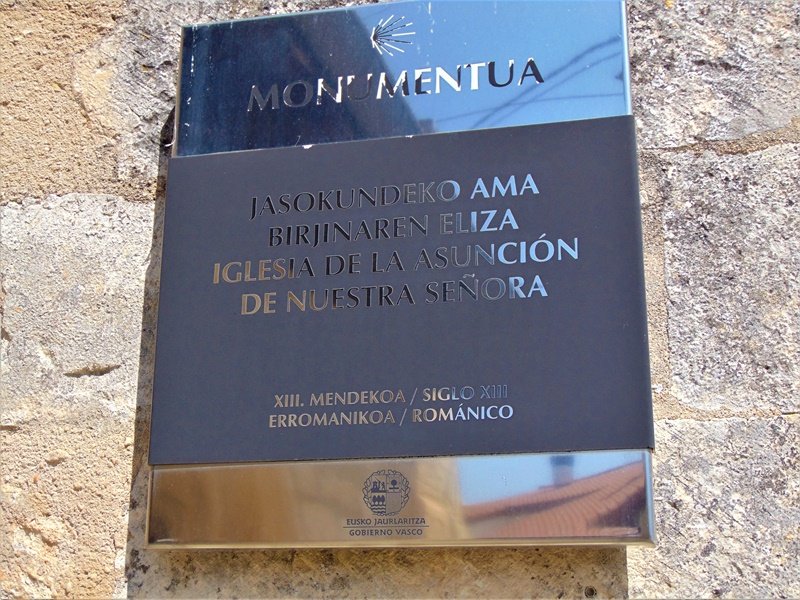 MONUMENTUA
JASOKUNDEKO AMA
BIRJINAREN ELIZA
IGLESIA DE LA ASUNCIÓN
DE NUESTRA SEÑORA
XIII. MENDEKOA / SIGLO XIII
ERROMANIKOA / ROMÁNICO
EUSKO JAURLARITZA
GOBIERNO VASCO